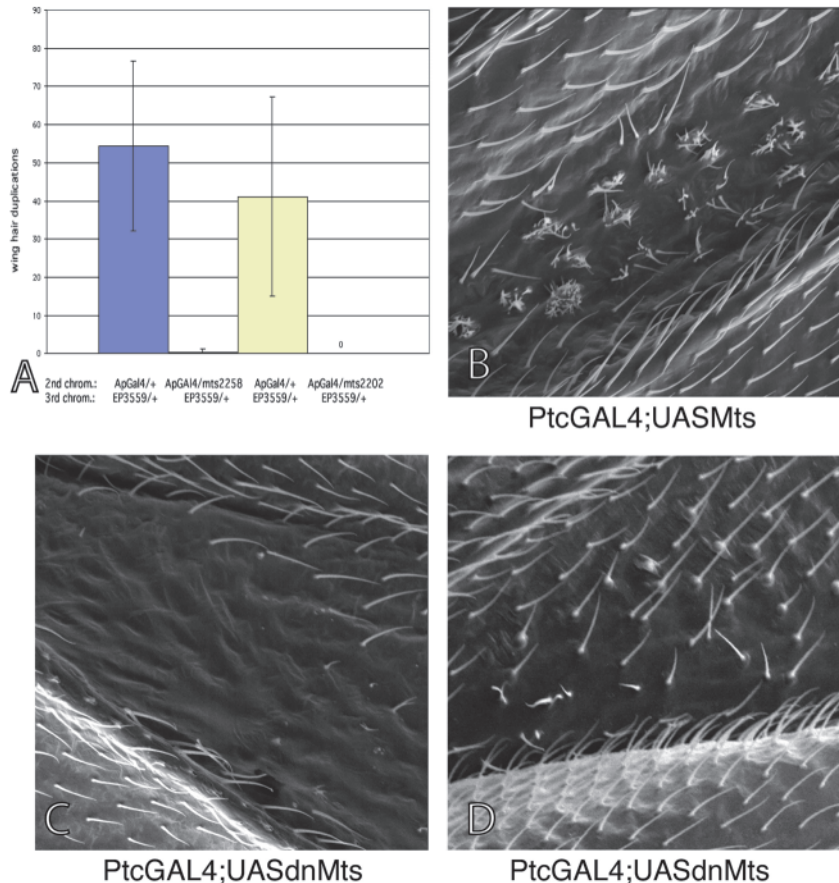 90
80
70
60
50
40
30
20
10
0
wing hair duplications
0
A
2nd chrom.: ApGal4/+ ApGAl4/mts2258 ApGal4/+ ApGAl4/mts2202
3rd chrom.: EP3559/+ EP3559/+ EP3559/+ EP3559/+
B
PtcGAL4;UASMts
C
PtcGAL4;UASdnMts
D
PtcGAL4;UASdnMts